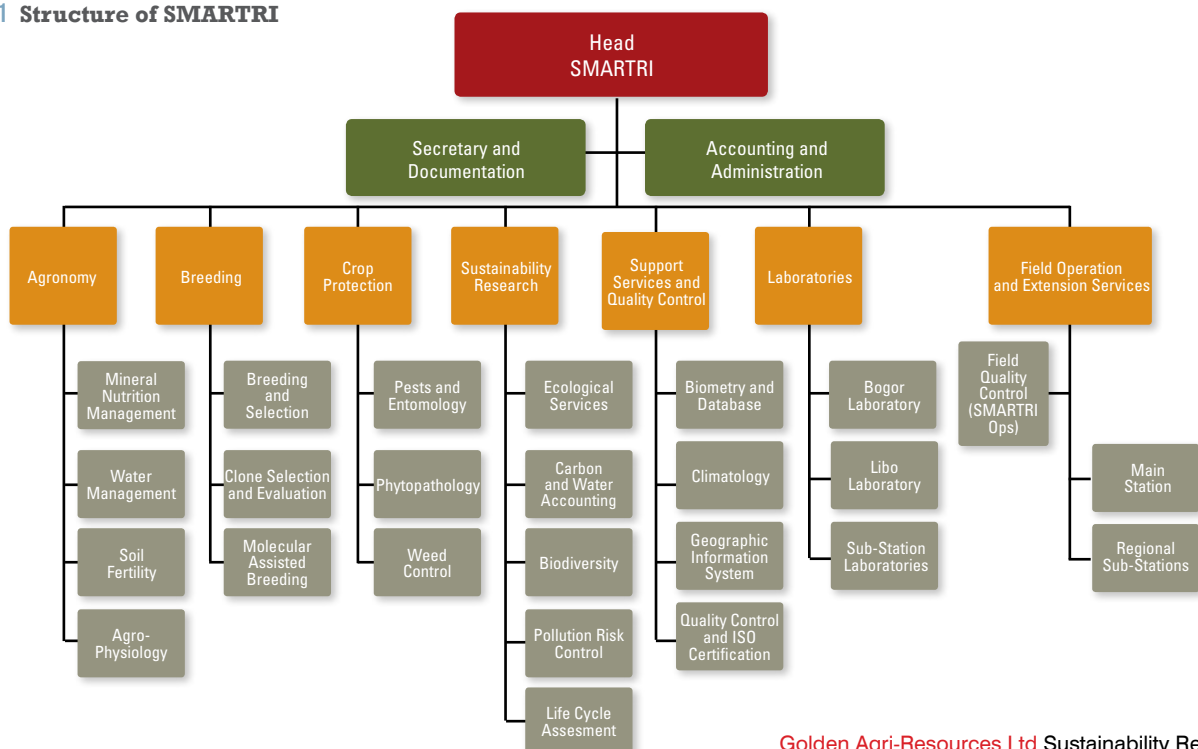 1 Structure of SMARTRI
Head
SMARTRI
Secretary and
Documentation
Accounting and
Administration
Agronomy
Breeding
Crop
Protection
Sustainability
Research
Support
Services and
Quality Control
Laboratories
Field Operation
and Extension Services
Mineral
Nutrition
Management
Water
Management
Soil
Fertility
Agro-
Physiology
Breeding
and
Selection
Clone Selection
and Evaluation
Molecular
Assisted
Breeding
Pests and
Entomology
Phytopathology
Weed
Control
Ecological
Services
Carbon
and Water
Accounting
Biodiversity
Pollution Risk
Control
Life Cycle
Assesment
Biometry and
Database
Climatology
Geographic
Information
System
Quality Control
and ISO
Certification
Bogor
Laboratory
Libo
Laboratory
Sub-Station
Laboratories
Field
Quality
Control
(SMARTRI
Ops)
Main
Station
Regional
Sub-Stations
Golden Agri-Resources Ltd Sustainability Re